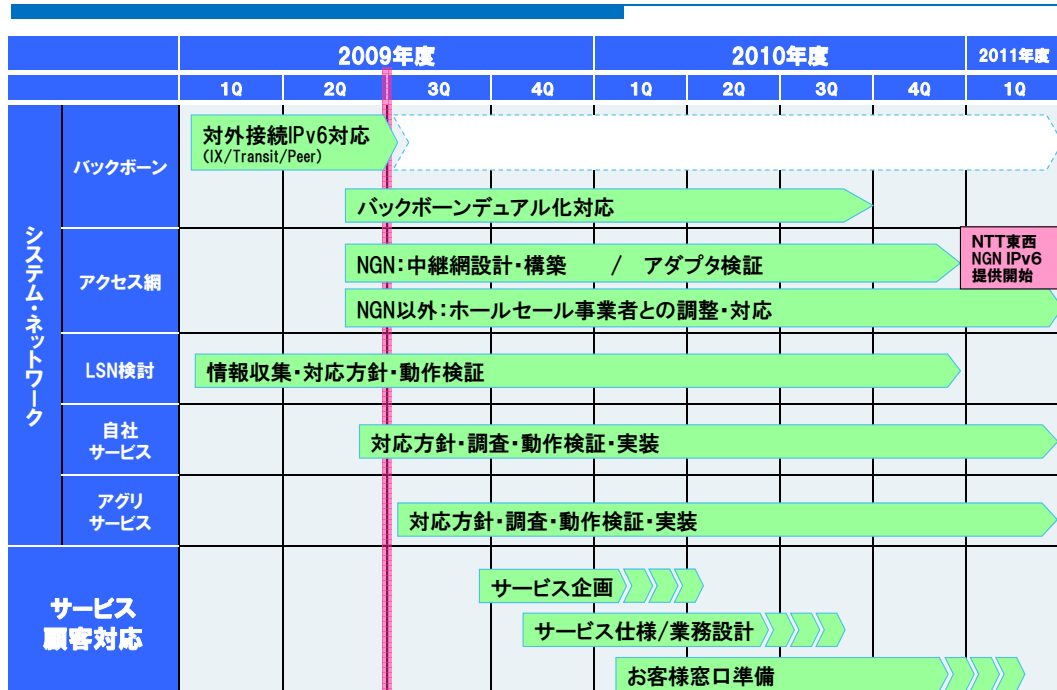 2009年度
2010年度
2011年度
1Q
2Q
3Q
4Q
1Q
2Q
3Q
4Q
1Q
システム・ネットワーク
バックボーン
対外接続IPv6対応
(IX/Transit/Peer)
バックボーンデュアル化対応
アクセス網
NGN：中継網設計・構築　/　アダプタ検証
NTT東西
NGN IPv6
提供開始
NGN以外：ホールセール事業者との調整・対応
LSN検討
情報収集・対応方針・動作検証
自社
サービス
対応方針・調査・動作検証・実装
アグリ
サービス
対応方針・調査・動作検証・実装
サービス
顧客対応
サービス企画
サービス仕様/業務設計
お客様窓口準備